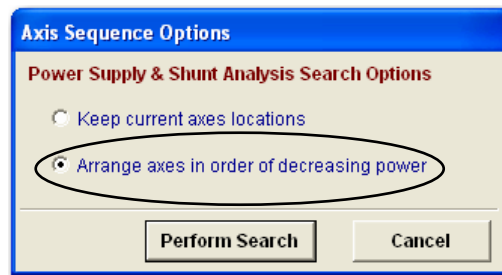 Axis Sequence Options
Power Supply & Shunt Analysis Search Options
Keep current axes locations
Arrange axes in order of decreasing power
Perform Search Cancel